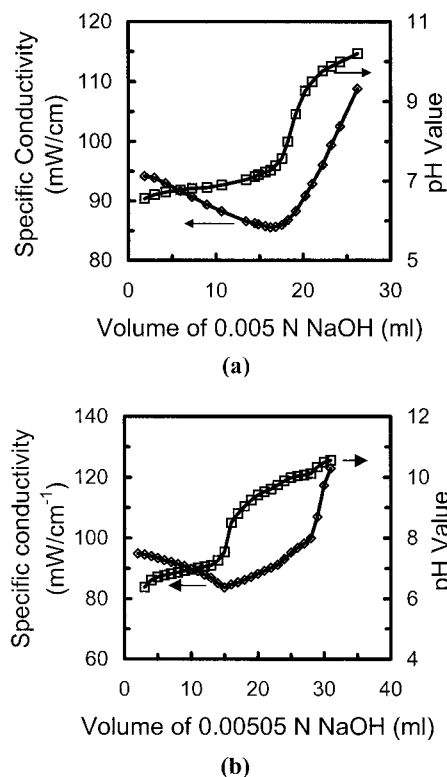 Specific Conductivity
(mW/cm)
120
110
100
90
80
11
9
7
5
pH Value
0
10
20
30
Volume of 0.005 N NaOH (ml)
(a)
Specific conductivity
(mW/cm⁻¹)
140
120
100
80
60
12
10
8
6
4
pH Value
0
10
20
30
40
Volume of 0.00505 N NaOH (ml)
(b)